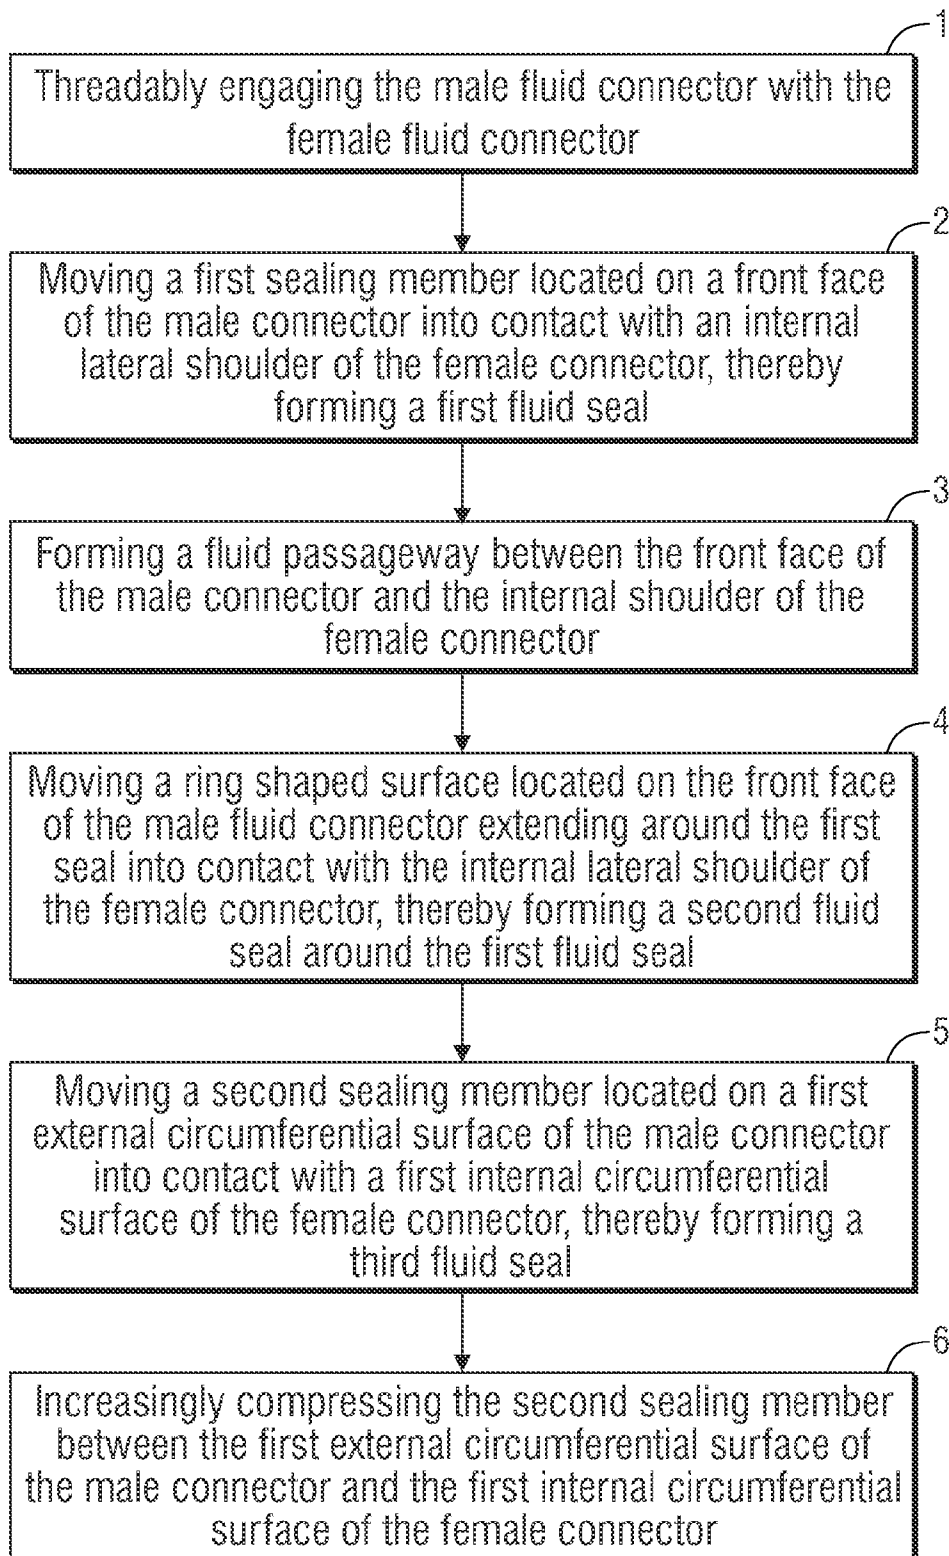 1
Threadably engaging the male fluid connector with the
female fluid connector
2
Moving a first sealing member located on a front face
of the male connector into contact with an internal
lateral shoulder of the female connector, thereby
forming a first fluid seal
3
Forming a fluid passageway between the front face of
the male connector and the internal shoulder of the
female connector
4
Moving a ring shaped surface located on the front face
of the male fluid connector extending around the first
seal into contact with the internal lateral shoulder of
the female connector, thereby forming a second fluid
seal around the first fluid seal
5
Moving a second sealing member located on a first
external circumferential surface of the male connector
into contact with a first internal circumferential
surface of the female connector, thereby forming a
third fluid seal
6
Increasingly compressing the second sealing member
between the first external circumferential surface of
the male connector and the first internal circumferential
surface of the female connector